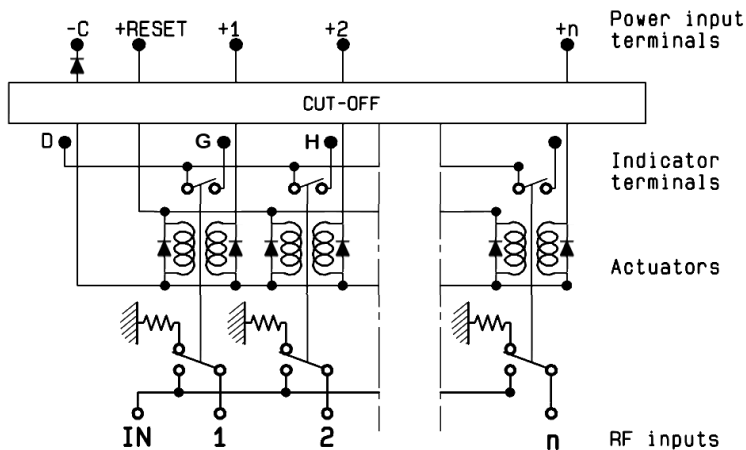 -C +RESET +1 +2 +n Power input
terminals
CUT-OFF
D G H
Indicator
terminals
Actuators
IN 1 2 n RF inputs